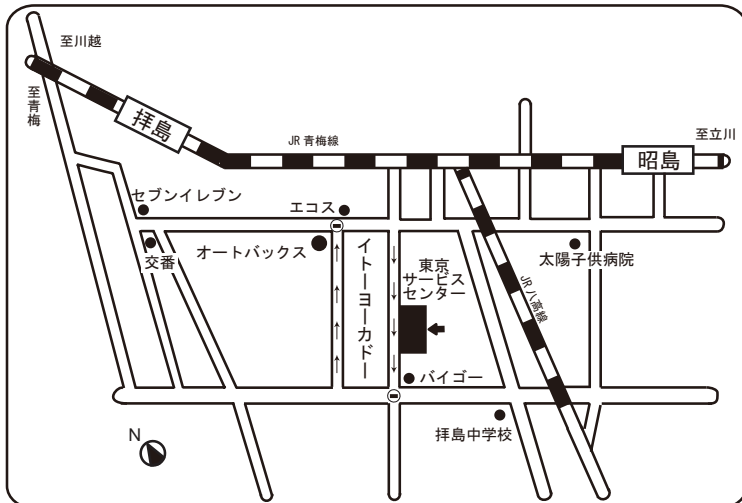 至川越
至青梅
拝島
JR 青梅線
至立川
昭島
セブンイレブン
エコス
交番
オートバックス
イトーヨーカドー
東京
サービス
センター
太陽子供病院
JR 八高線
バイゴー
拝島中学校
N